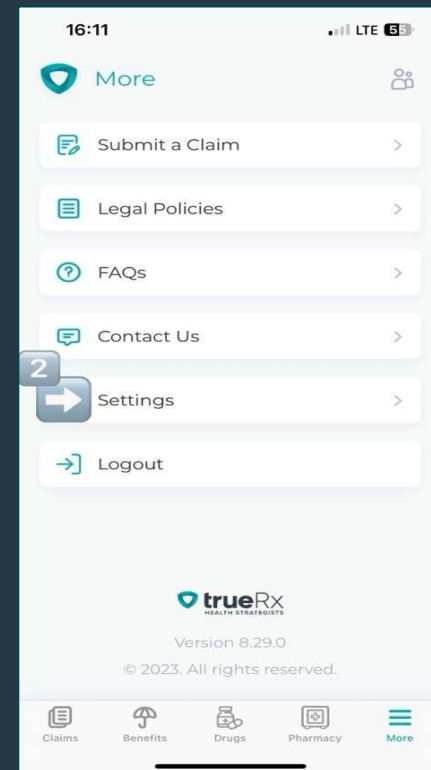 16:11 LTE 55
More
Submit a Claim
Legal Policies
FAQs
Contact Us
2
Settings
Logout
trueRx
HEALTH STRATEGISTS
Version 8.29.0
© 2023. All rights reserved.
Claims Benefits Drugs Pharmacy More